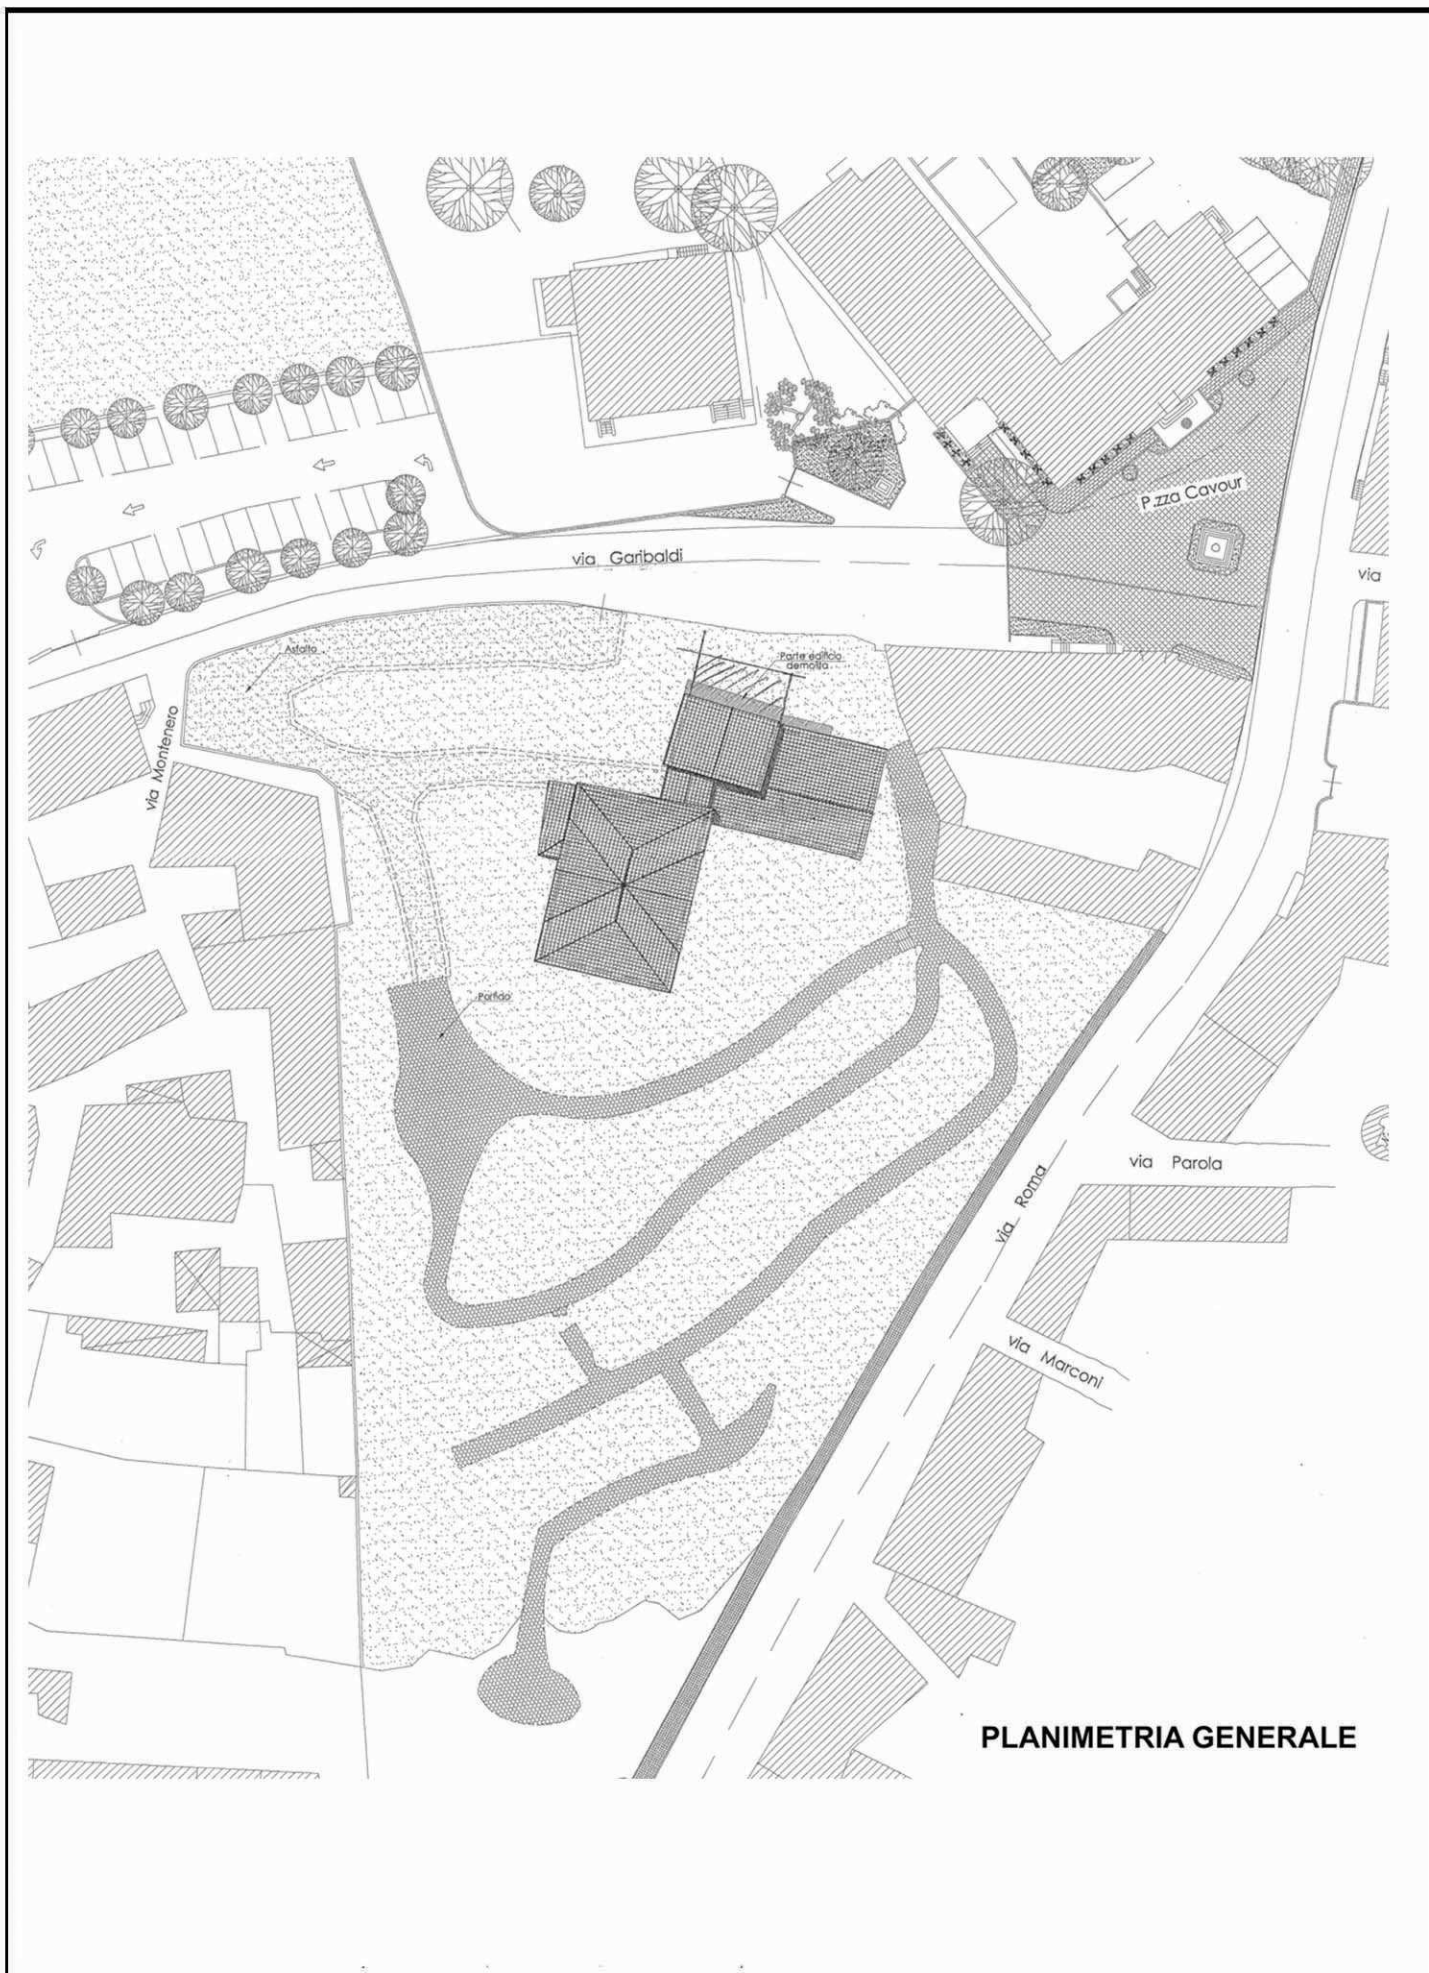 P.zza Cavour
via Garibaldi
via
Asfalto
Parte edificio
demolita
via Montenero
Porfido
via Parola
via Roma
via Marconi
PLANIMETRIA GENERALE